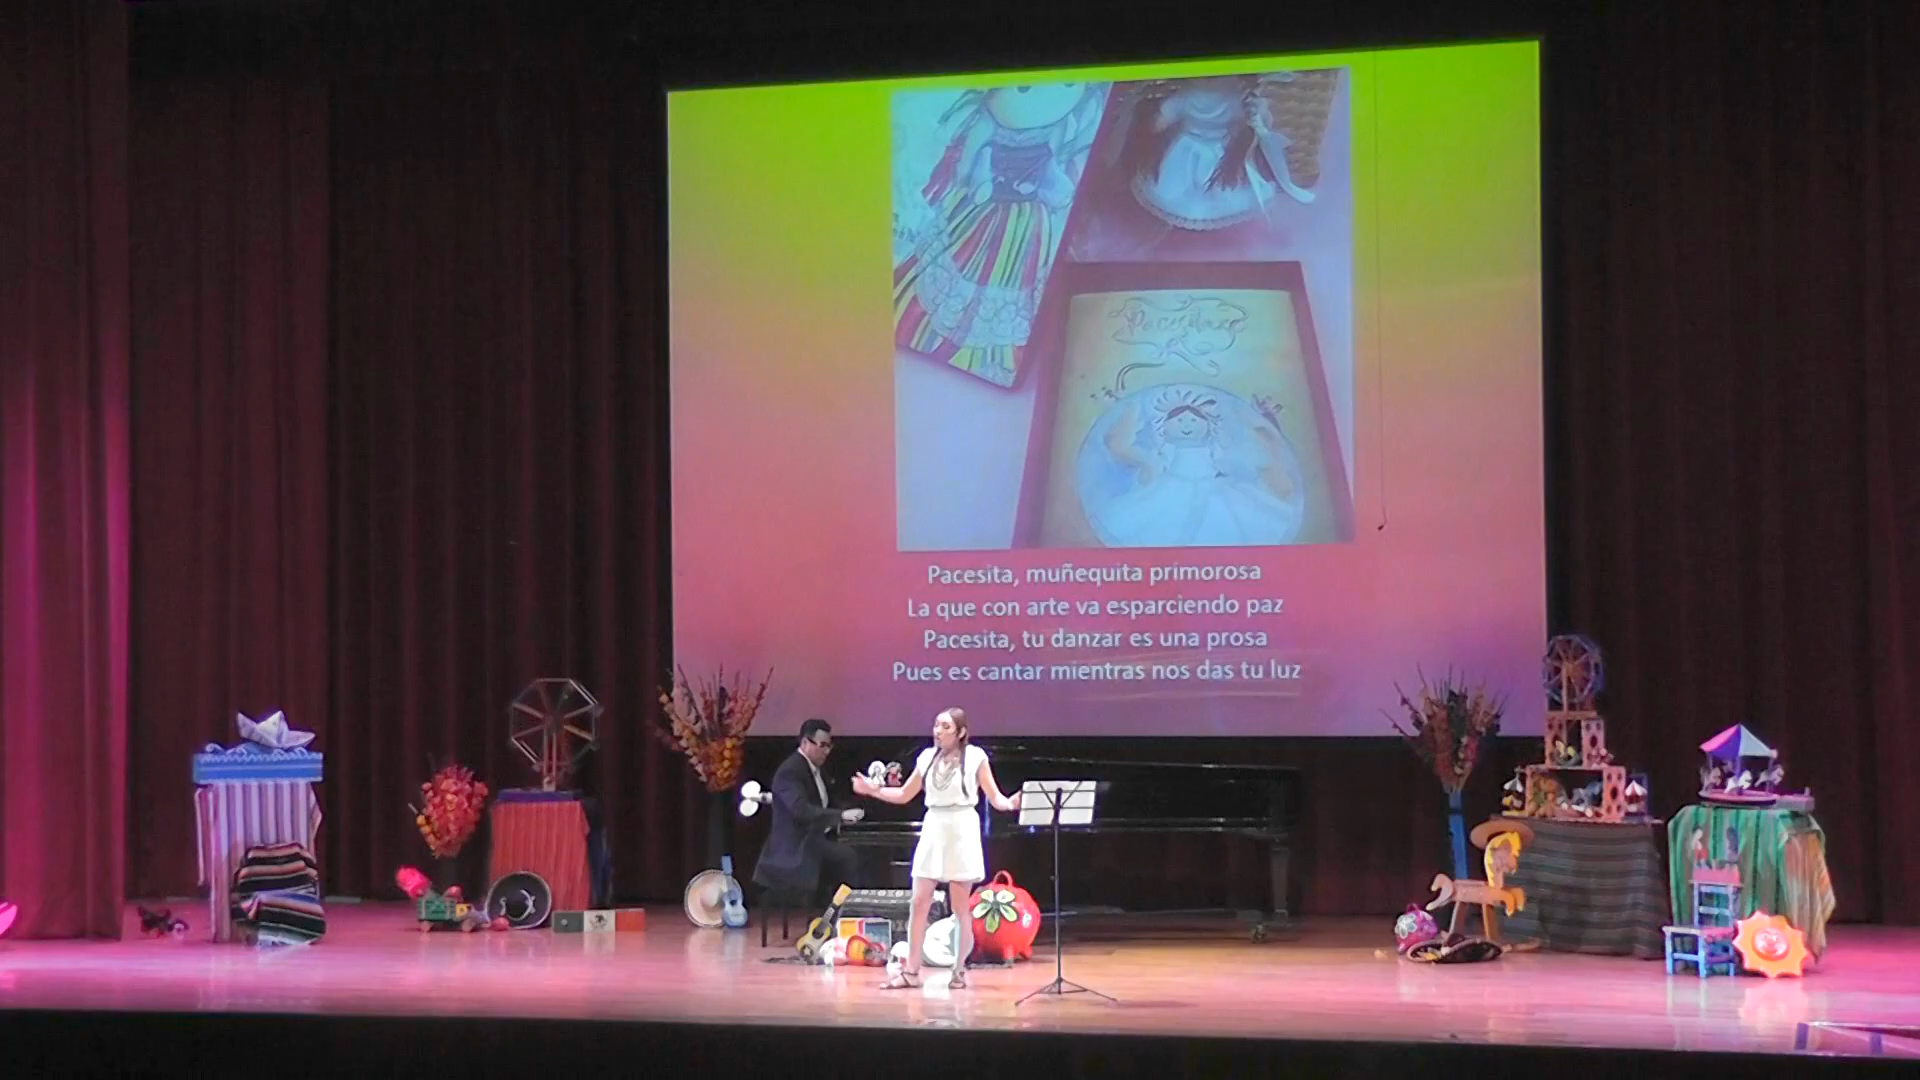 Pacesitas
Pacesita, muñequita primorosa
La que con arte va esparciendo paz
Pacesita, tu danzar es una prosa
Pues es cantar mientras nos das tu luz